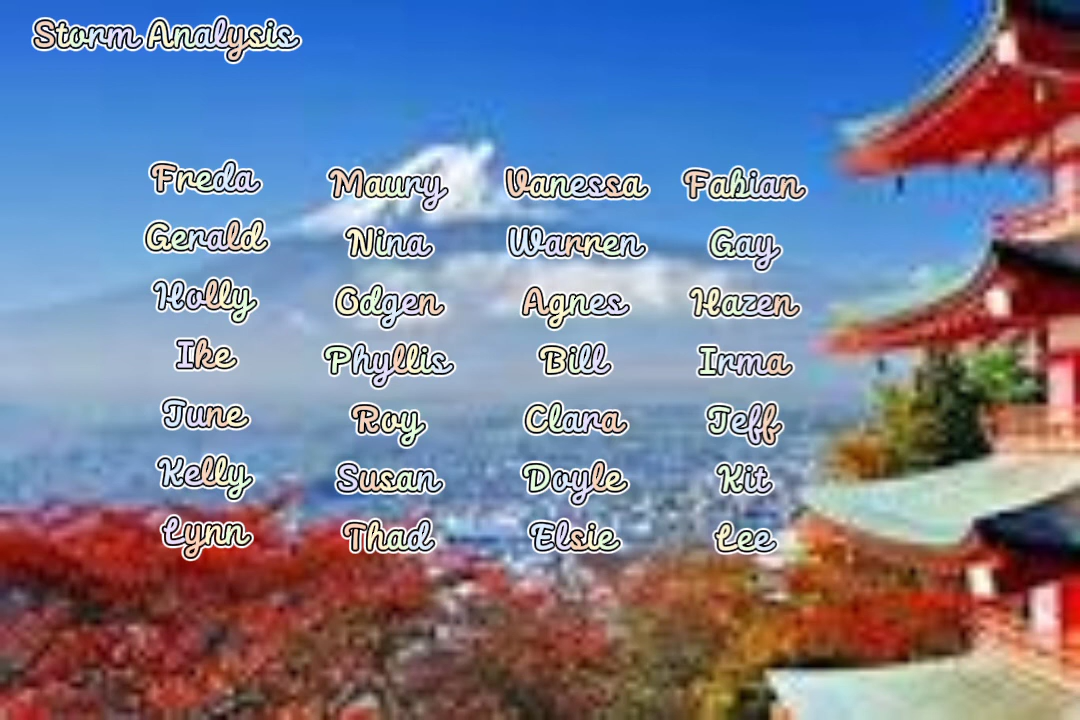 Storm Analysis
Freda
Gerald
Holly
Ike
June
Kelly
Lynn
Maury
Nina
Odgen
Phyllis
Roy
Susan
Thad
Vanessa
Warren
Agnes
Bill
Clara
Doyle
Elsie
Fabian
Gay
Hazen
Irma
Jeff
Kit
Lee